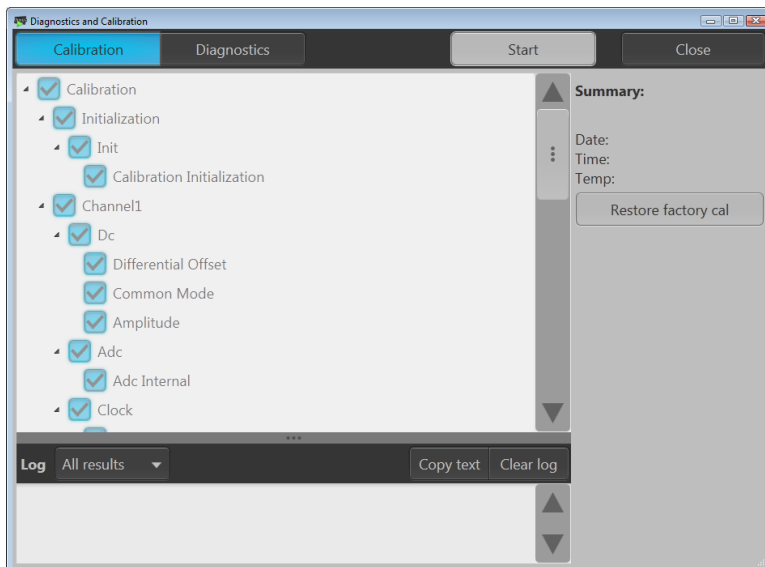 Diagnostics and Calibration
Calibration
Diagnostics
Start
Close
Calibration
Initialization
Init
Calibration Initialization
Channel1
Dc
Differential Offset
Common Mode
Amplitude
Adc
Adc Internal
Clock
Summary:
Date:
Time:
Temp:
Restore factory cal
Log
All results
Copy text
Clear log